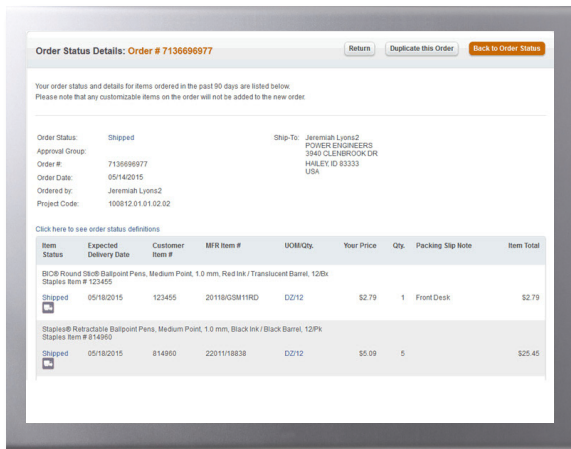 Order Status Details: Order # 7136696977
Return
Duplicate this Order
Back to Order Status
Your order status and details for items ordered in the past 90 days are listed below.
Please note that any customizable items on the order will not be added to the new order.
Order Status: Shipped
Approval Group:
Order #: 7136696977
Order Date: 05/14/2015
Ordered by: Jeremiah Lyons2
Project Code: 100812.01.01.02.02
Ship-To: Jeremiah Lyons2
POWER ENGINEERS
3940 CLENBROOK DR
HAILEY, ID 83333
USA
Click here to see order status definitions
Item Status Expected Delivery Date Customer Item # MFR Item # UOM/Qty. Your Price Qty. Packing Slip Note Item Total
BIC® Round Stic® Ballpoint Pens, Medium Point, 1.0 mm, Red Ink / Translucent Barrel, 12/Bx
Staples Item # 123455
Shipped 05/18/2015 123455 20118/GSM11RD DZ/12 $2.79 1 Front Desk $2.79
Staples® Retractable Ballpoint Pens, Medium Point, 1.0 mm, Black Ink / Black Barrel, 12/Pk
Staples Item # 814960
Shipped 05/18/2015 814960 22011/18838 DZ/12 $5.09 5 $25.45